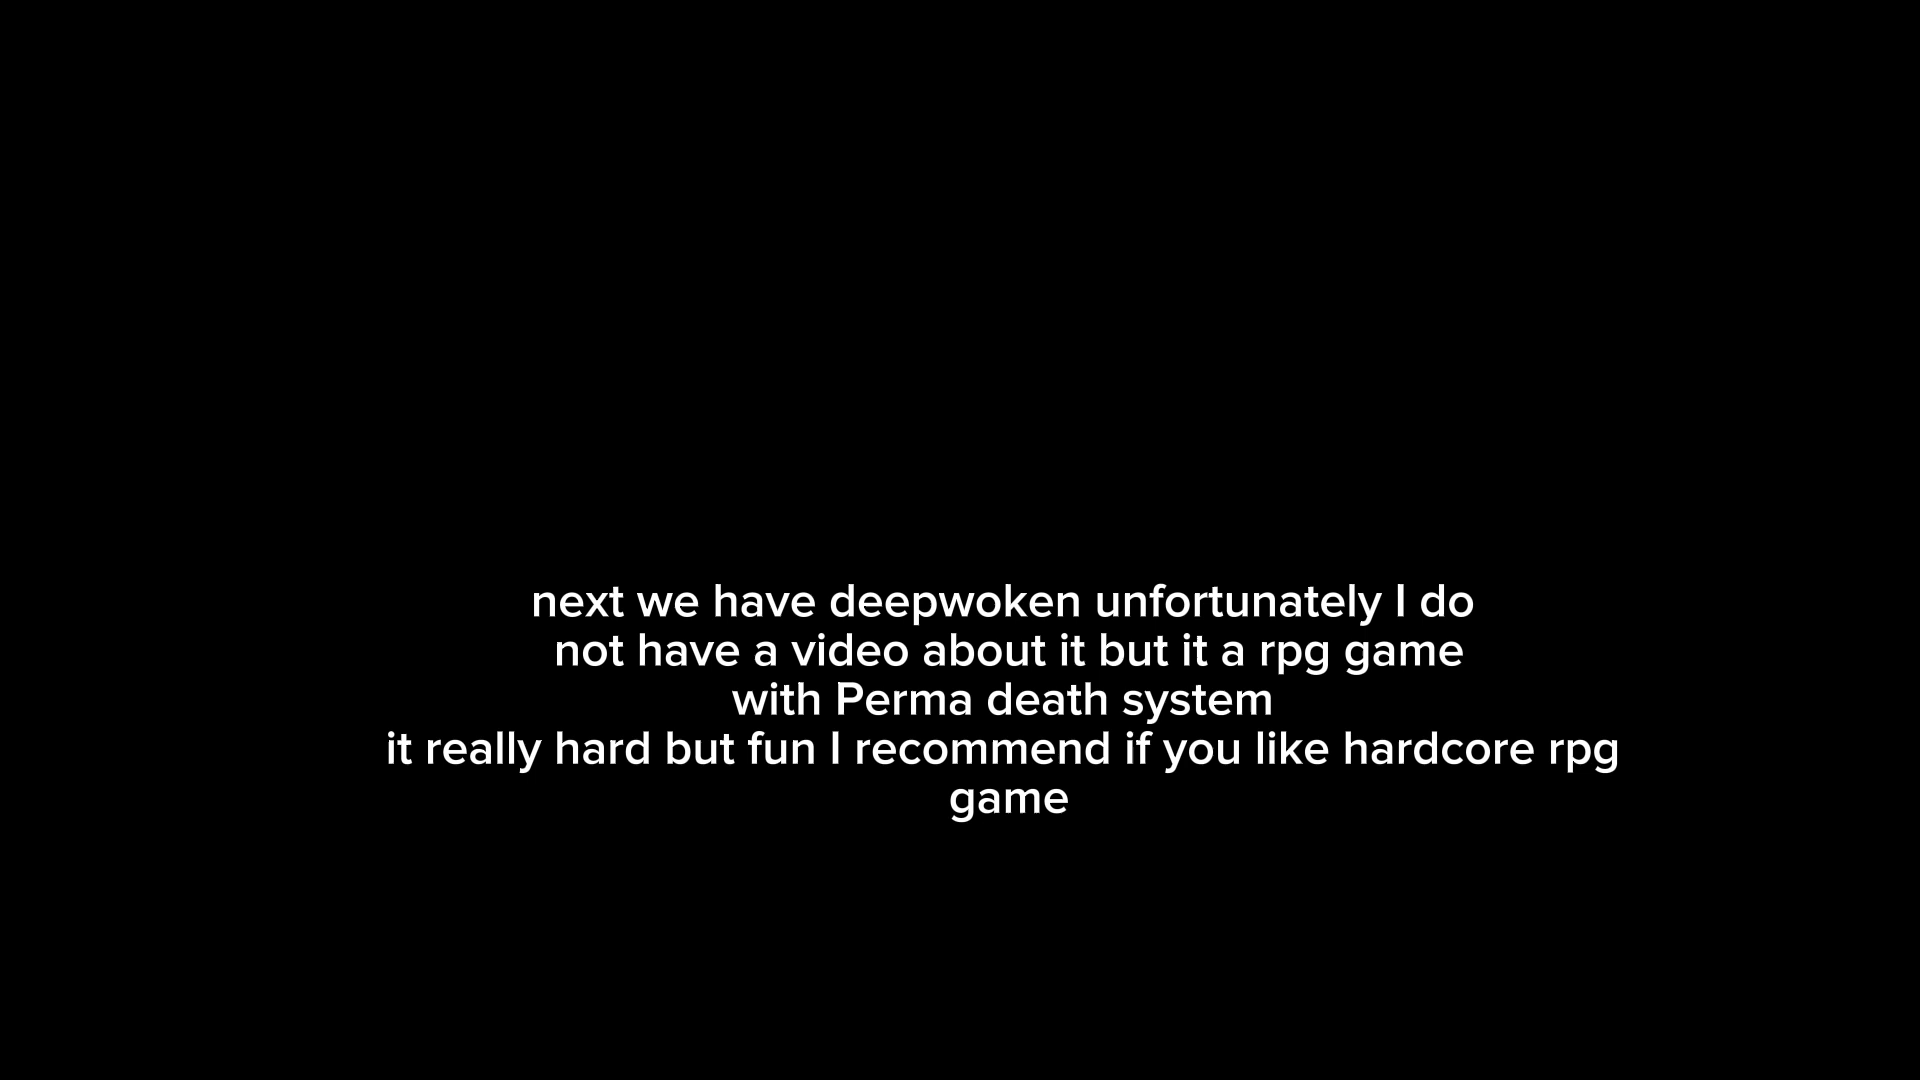 next we have deepwoken unfortunately I do
not have a video about it but it a rpg game
with Perma death system
it really hard but fun I recommend if you like hardcore rpg
game